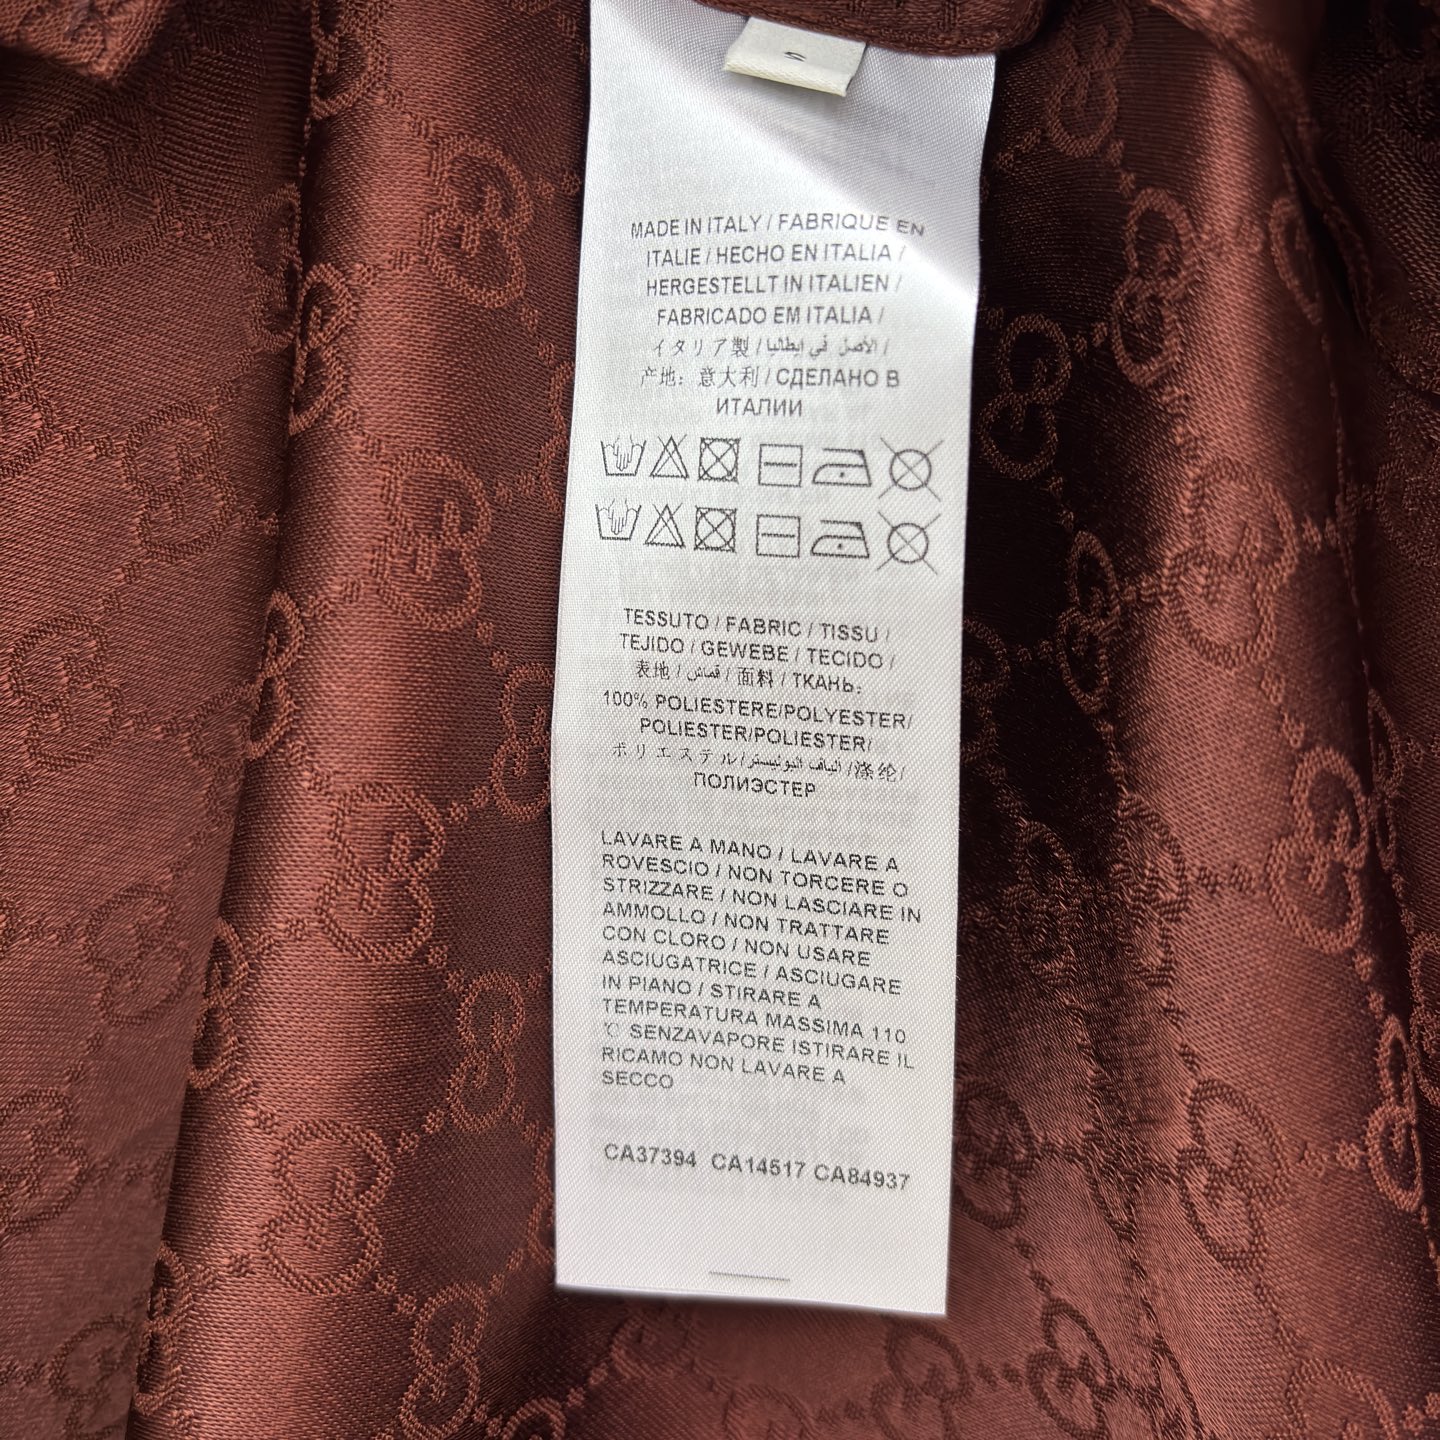 S
MADE IN ITALY / FABRIQUE EN
ITALIE / HECHO EN ITALIA /
HERGESTELLT IN ITALIEN /
FABRICADO EM ITALIA /
イタリア製 / الأصل في إيطاليا /
产地: 意大利 / СДЕЛАНО В
ИТАЛИИ
TESSUTO / FABRIC / TISSU /
TEJIDO / GEWEBE / TECIDO /
表地 / قماش / 面料 / ТКАНЬ:
100% POLIESTERE/POLYESTER/
POLIESTER/POLIESTER/
ポリエステル/الياف البوليستر/涤纶/
ПОЛИЭСТЕР
LAVARE A MANO / LAVARE A
ROVESCIO / NON TORCERE O
STRIZZARE / NON LASCIARE IN
AMMOLLO / NON TRATTARE
CON CLORO / NON USARE
ASCIUGATRICE / ASCIUGARE
IN PIANO / STIRARE A
TEMPERATURA MASSIMA 110
℃ SENZAVAPORE ISTIRARE IL
RICAMO NON LAVARE A
SECCO
CA37394 CA14517 CA84937